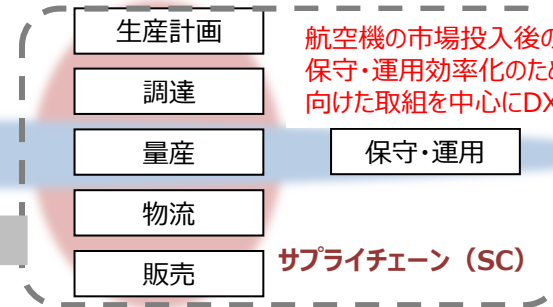 生産計画
航空機の市場投入後の
保守・運用効率化のため
調達
向けた取組を中心にDX
量産
保守・運用
物流
サプライチェーン（SC）
販売